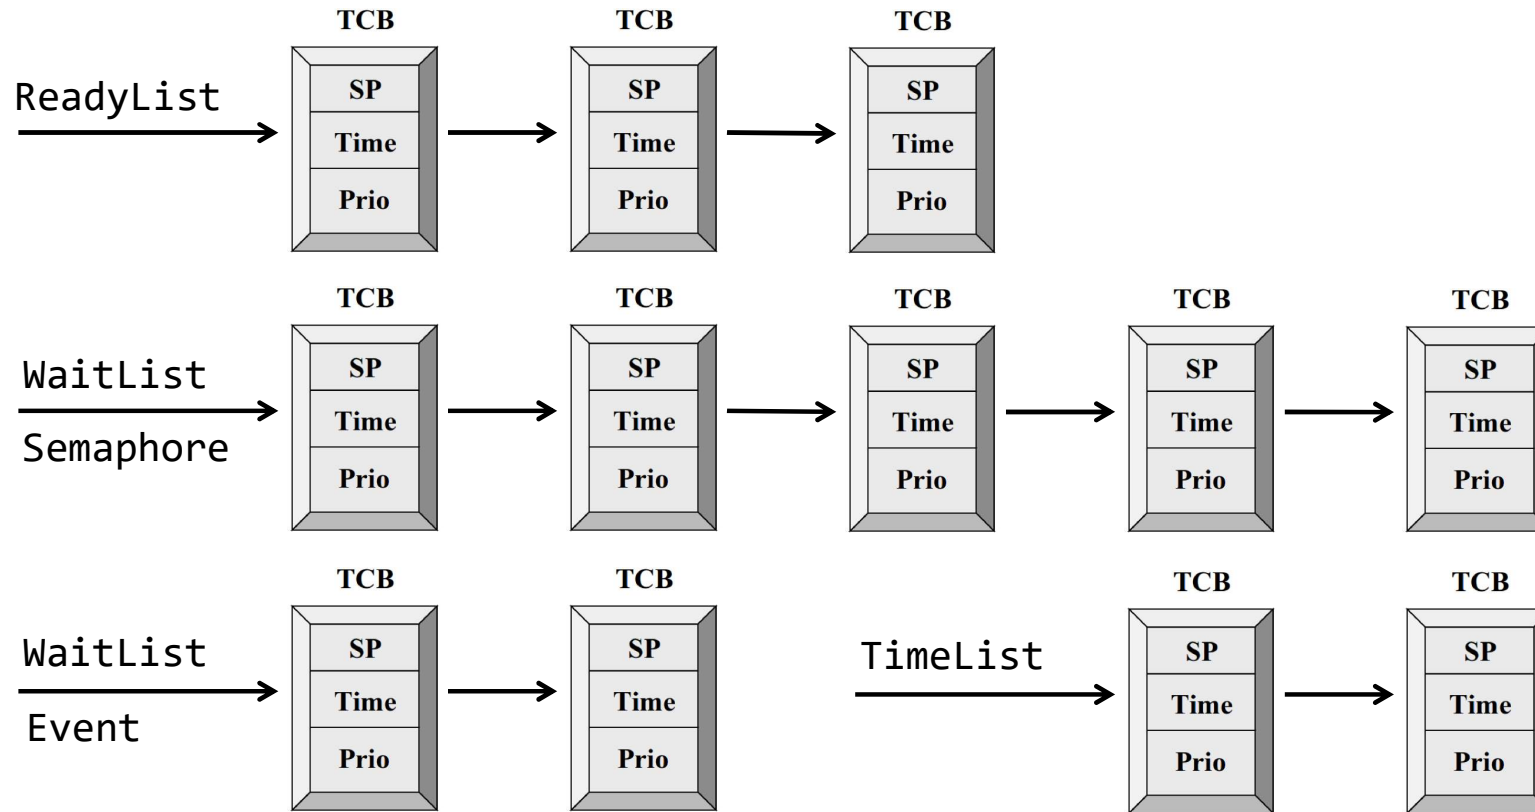 TCB TCB TCB
ReadyList
SP SP SP
Time Time Time
Prio Prio Prio
TCB TCB TCB TCB TCB
WaitList
Semaphore
SP SP SP SP SP
Time Time Time Time Time
Prio Prio Prio Prio Prio
TCB TCB
WaitList
Event
SP SP
Time Time
Prio Prio
TCB TCB
TimeList
SP SP
Time Time
Prio Prio